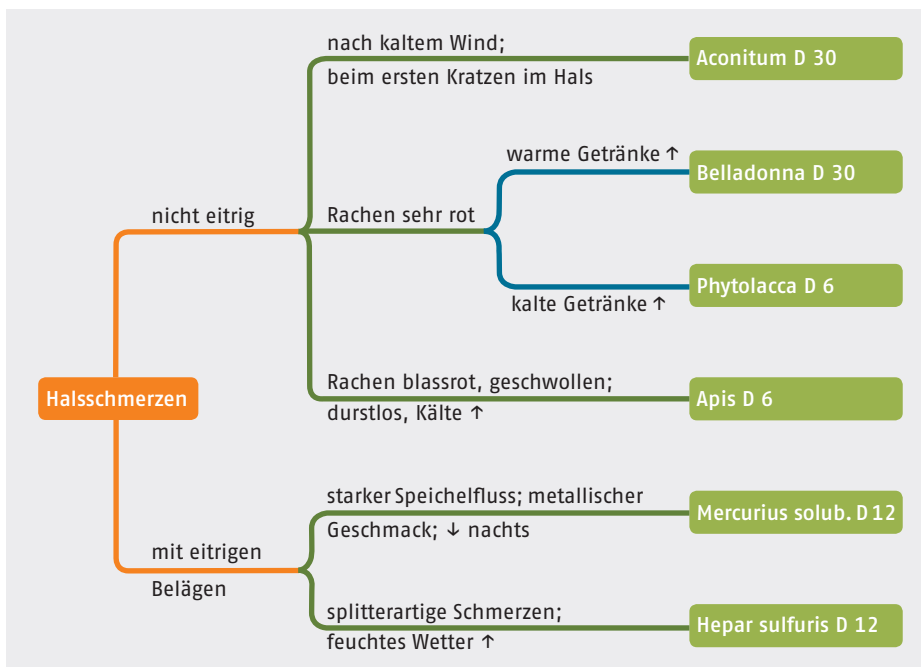 nach kaltem Wind;
beim ersten Kratzen im Hals
Aconitum D 30
warme Getränke ↑
Belladonna D 30
nicht eitrig
Rachen sehr rot
kalte Getränke ↑
Phytolacca D 6
Halsschmerzen
Rachen blassrot, geschwollen;
durstlos, Kälte ↑
Apis D 6
starker Speichelfluss; metallischer
Geschmack; ↓ nachts
Mercurius solub. D 12
mit eitrigen
Belägen
splitterartige Schmerzen;
feuchtes Wetter ↑
Hepar sulfuris D 12